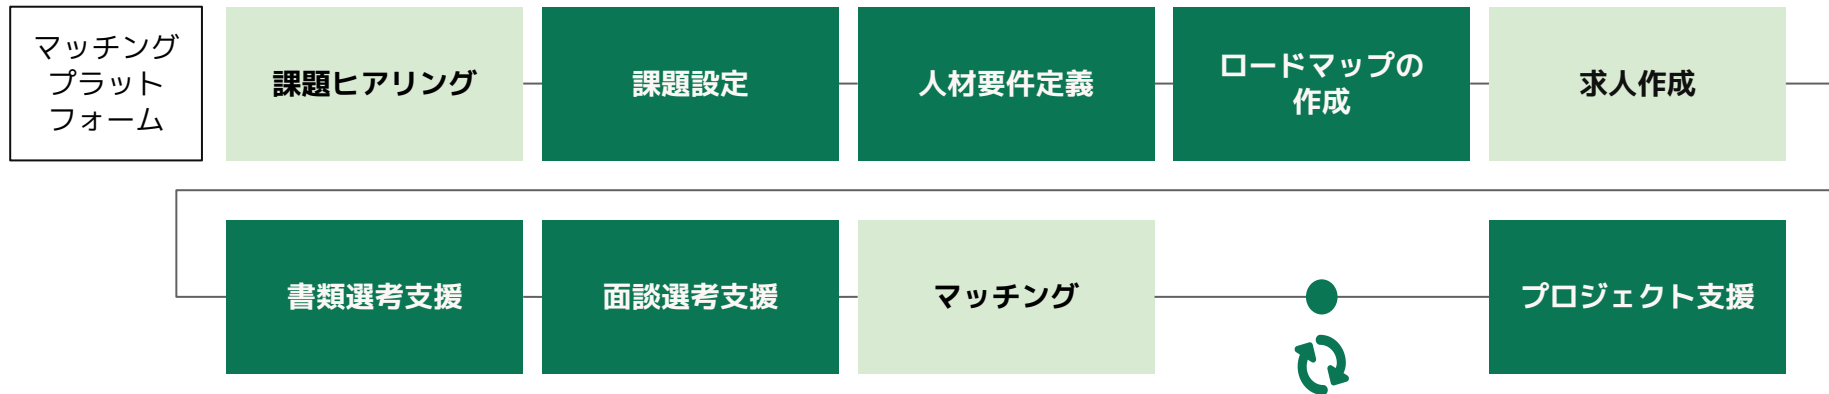 マッチング
プラット
フォーム
課題ヒアリング
課題設定
人材要件定義
ロードマップの
作成
求人作成
書類選考支援
面談選考支援
マッチング
プロジェクト支援